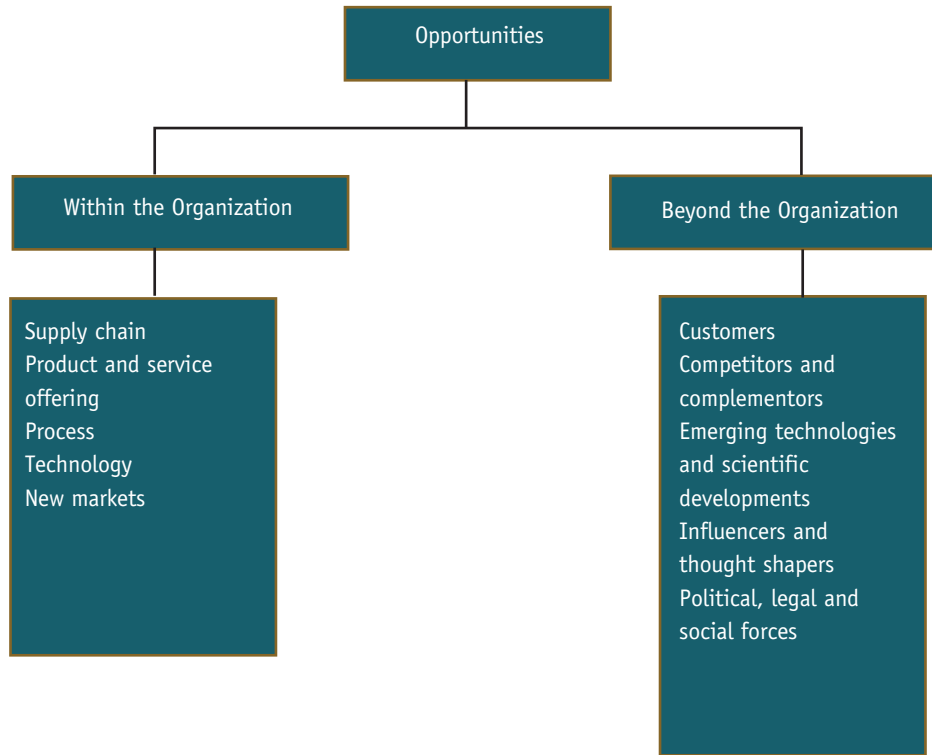 Opportunities
Within the Organization
Beyond the Organization
Supply chain
Product and service
offering
Process
Technology
New markets
Customers
Competitors and
complementors
Emerging technologies
and scientific
developments
Influencers and
thought shapers
Political, legal and
social forces